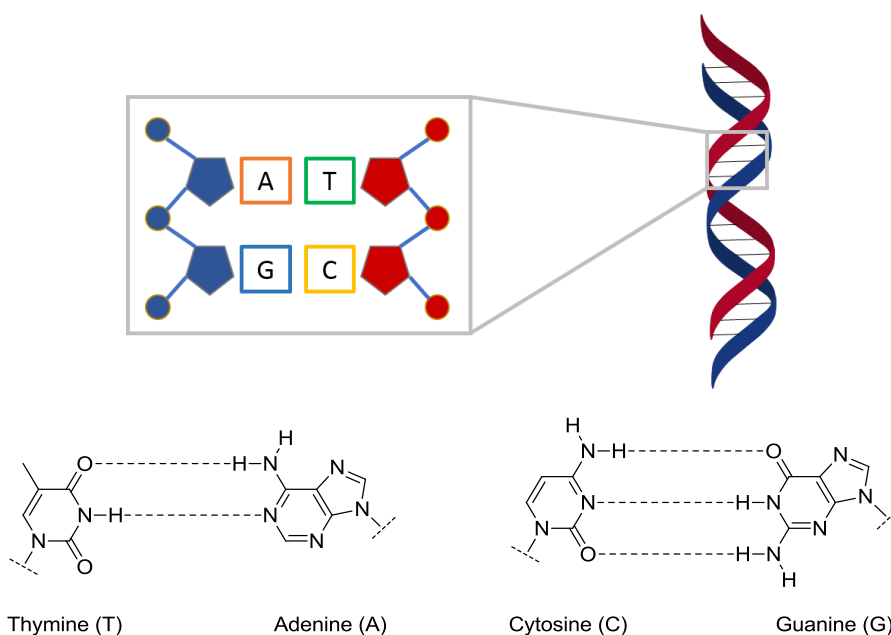 A T
G C
H
O H N H N H O N
N H N N N H N N
N O N N O H N N
H
Thymine (T) Adenine (A) Cytosine (C) Guanine (G)